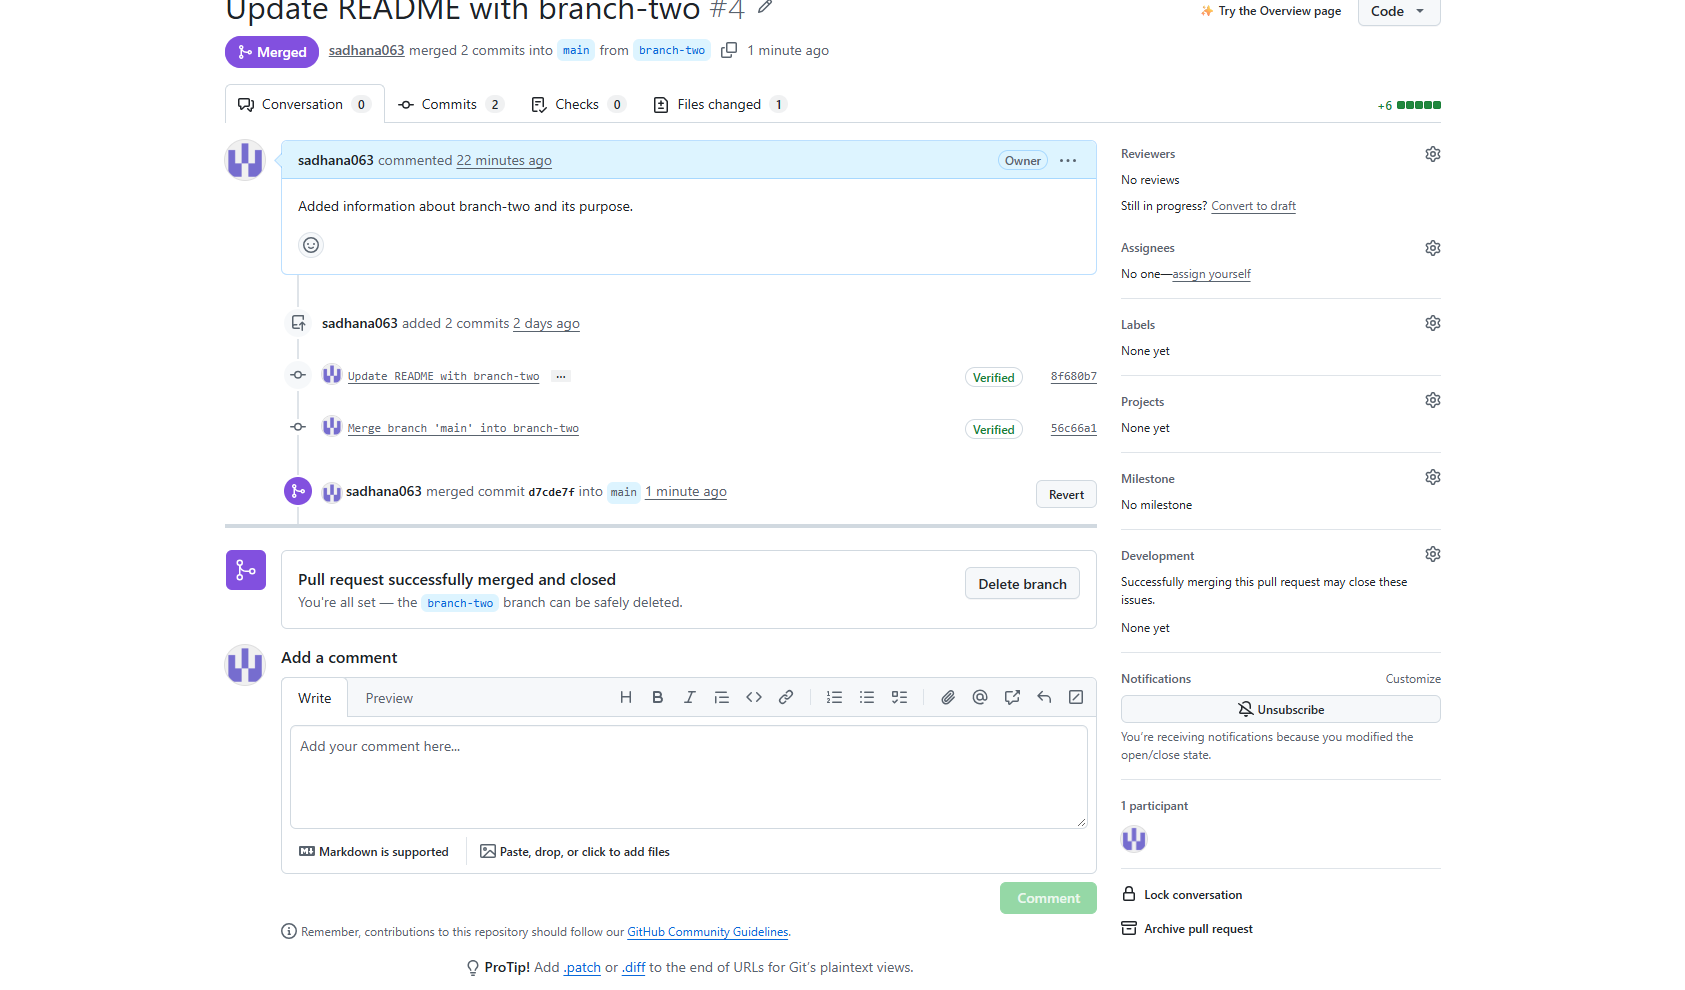 Update README with branch-two #4
Try the Overview page
Code
Merged
sadhana063 merged 2 commits into main from branch-two 1 minute ago
Conversation 0
Commits 2
Checks 0
Files changed 1
+6
sadhana063 commented 22 minutes ago
Owner
Added information about branch-two and its purpose.
sadhana063 added 2 commits 2 days ago
Update README with branch-two ...
Verified
8f680b7
Merge branch 'main' into branch-two
Verified
56c66a1
sadhana063 merged commit d7cde7f into main 1 minute ago
Revert
Pull request successfully merged and closed
You're all set — the branch-two branch can be safely deleted.
Delete branch
Add a comment
Write
Preview
Add your comment here...
Markdown is supported
Paste, drop, or click to add files
Comment
Remember, contributions to this repository should follow our GitHub Community Guidelines.
ProTip! Add .patch or .diff to the end of URLs for Git's plaintext views.
Reviewers
No reviews
Still in progress? Convert to draft
Assignees
No one—assign yourself
Labels
None yet
Projects
None yet
Milestone
No milestone
Development
Successfully merging this pull request may close these
issues.
None yet
Notifications
Customize
Unsubscribe
You're receiving notifications because you modified the
open/close state.
1 participant
Lock conversation
Archive pull request